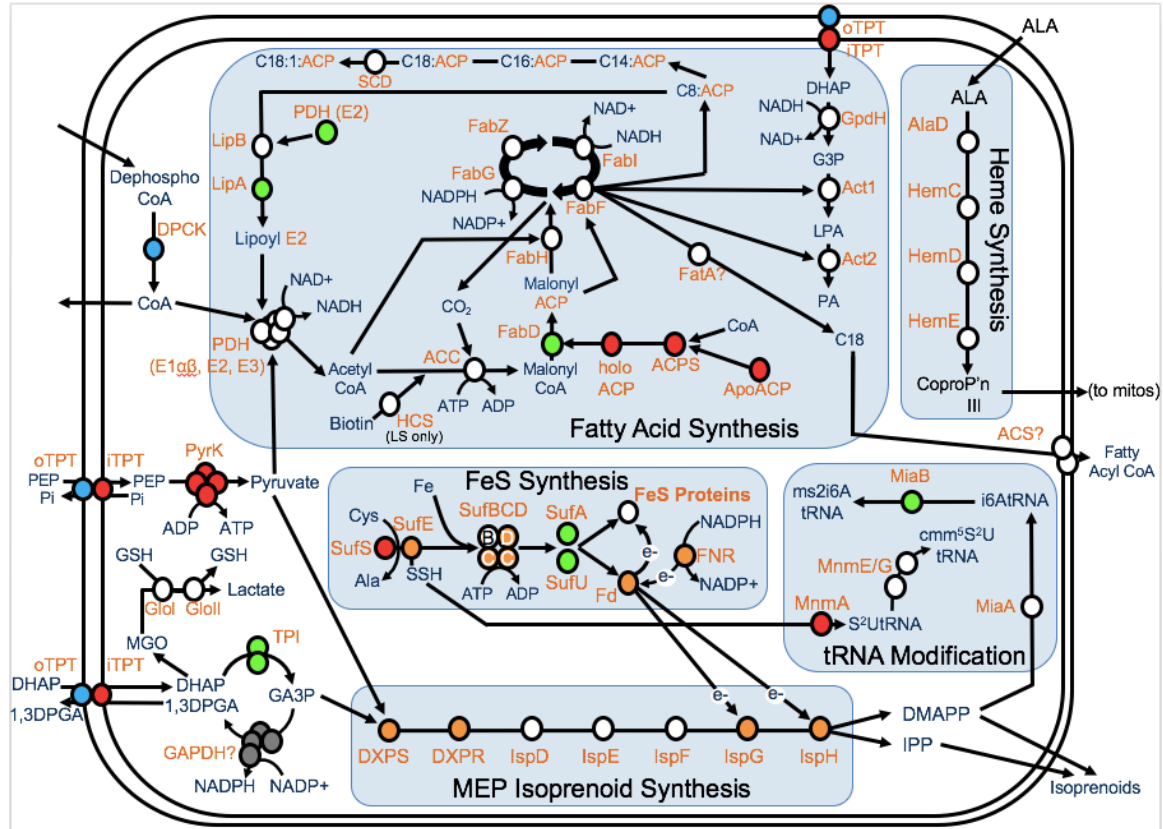 oTPT
iTPT
ALA
C18:1:ACP
C18:ACP
C16:ACP
C14:ACP
SCD
C8:ACP
PDH (E2)
LipB
LipA
Lipoyl E2
Dephospho
CoA
DPCK
CoA
NAD+
NADH
PDH
(E1αβ, E2, E3)
FabZ
FabG
NADPH
NADP+
NAD+
NADH
FabI
FabF
FabH
Malonyl
ACP
FabD
Malonyl
CoA
CO₂
ACC
ATP
ADP
Acetyl
CoA
Biotin
HCS
(LS only)
holo
ACP
ACPS
CoA
ApoACP
FatA?
C18
DHAP
NADH
NAD+
GpdH
G3P
Act1
LPA
Act2
PA
Fatty Acid Synthesis
ALA
AlaD
HemC
HemD
HemE
CoproP'n
III
Heme Synthesis
(to mitos)
ACS?
Fatty
Acyl CoA
oTPT
iTPT
PEP
Pi
PEP
Pi
PyrK
ADP
ATP
Pyruvate
GSH
GSH
GloI
GloII
Lactate
MGO
TPI
oTPT
iTPT
DHAP
1,3DPGA
DHAP
1,3DPGA
GA3P
GAPDH?
NADPH
NADP+
FeS Synthesis
Fe
Cys
SufS
Ala
SufE
SSH
SufBCD
B
D
C
C
ATP
ADP
SufA
SufU
FeS Proteins
e-
e-
Fd
NADPH
FNR
NADP+
MiaB
ms2i6A
tRNA
i6AtRNA
cmm⁵S²U
tRNA
MnmE/G
MnmA
S²UtRNA
MiaA
tRNA Modification
e-
e-
DXPS
DXPR
IspD
IspE
IspF
IspG
IspH
MEP Isoprenoid Synthesis
DMAPP
IPP
Isoprenoids